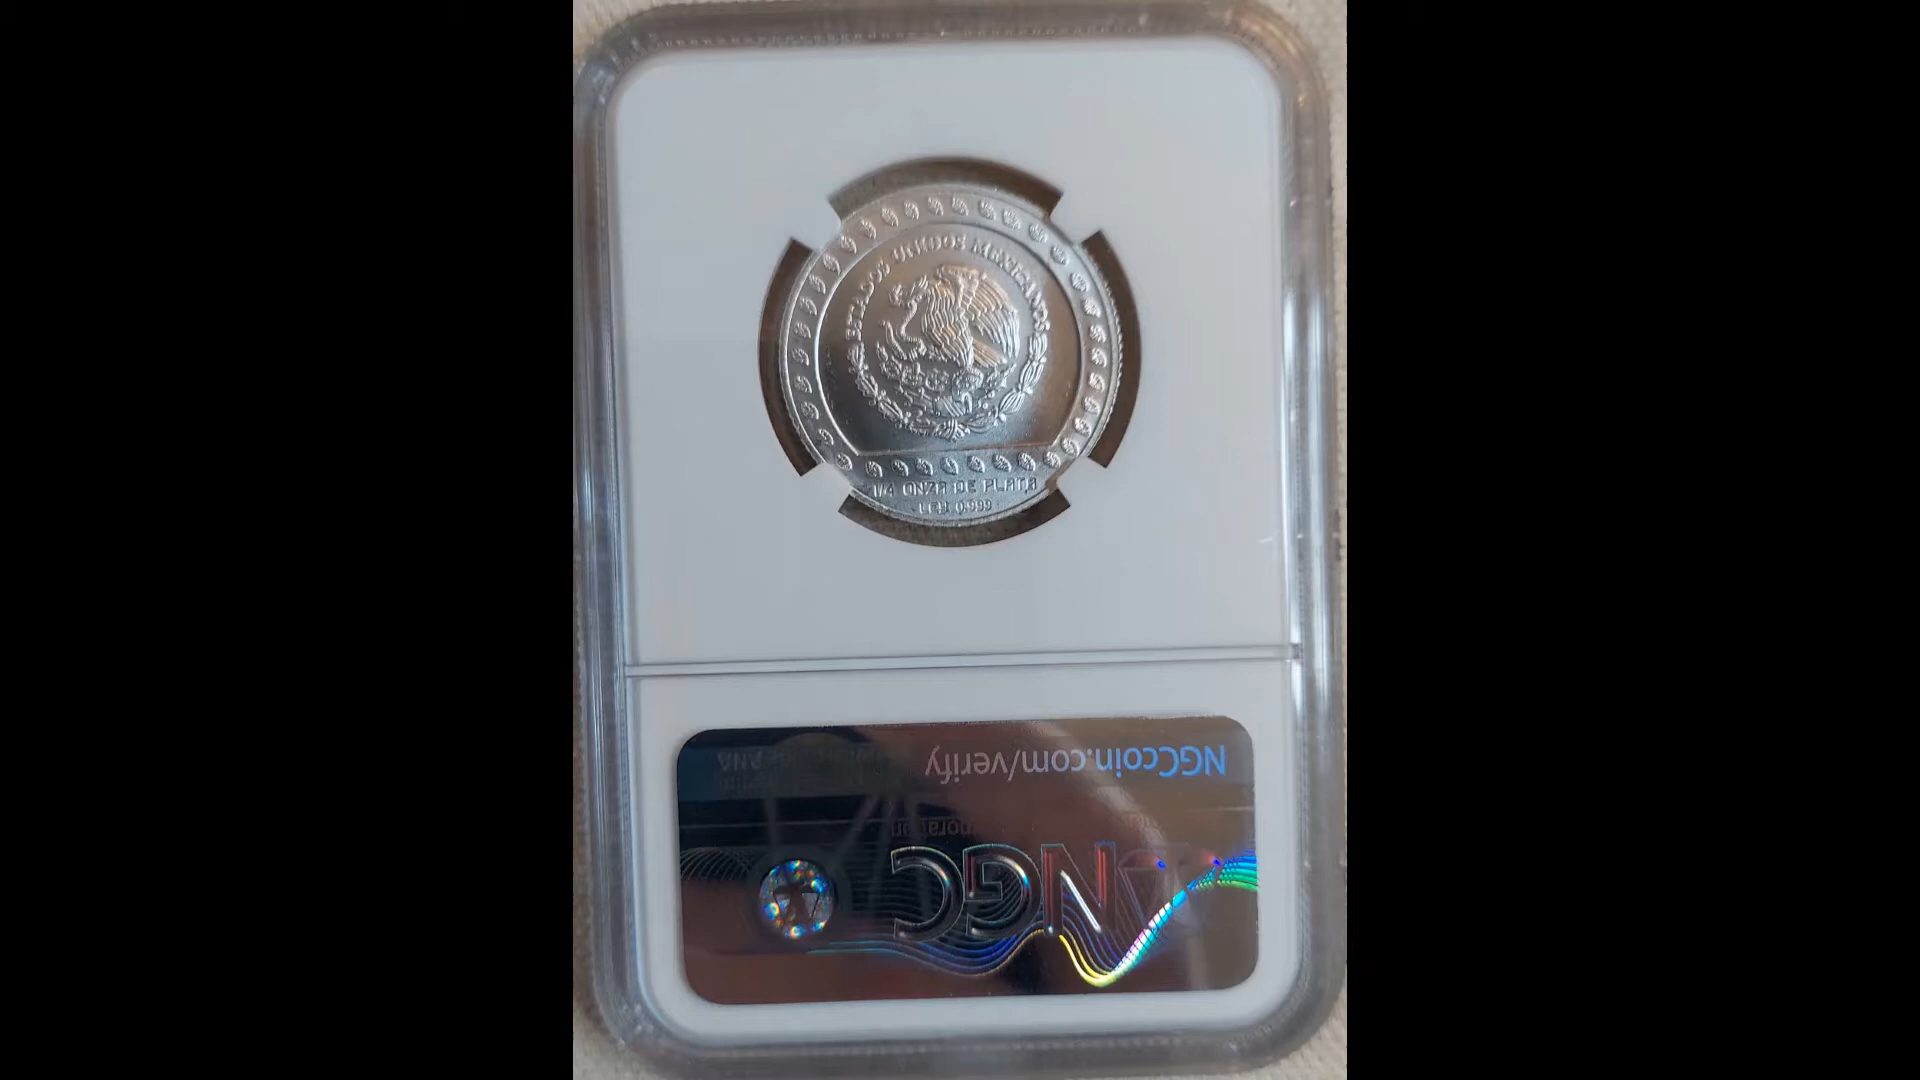 ESTADOS UNIDOS MEXICANOS
1/4 ONZA DE PLATA
LEY 0.999
NGCcoin.com/verify
NGC